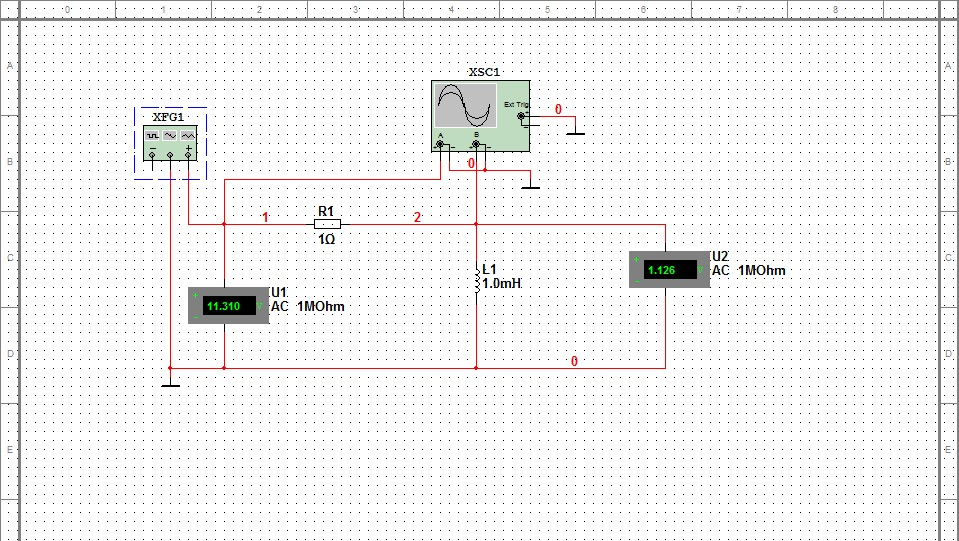 0 1 2 3 4 5 6 7 8
A A
XSC1
Ext Trig
+
-
0
XFG1
A B
+ - + -
- +
B B
0
R1
1 2
1Ω
C C
U2
+
1.126 V AC 1MOhm
-
L1
1.0mH
U1
+
11.310 V AC 1MOhm
-
D D
0
E E